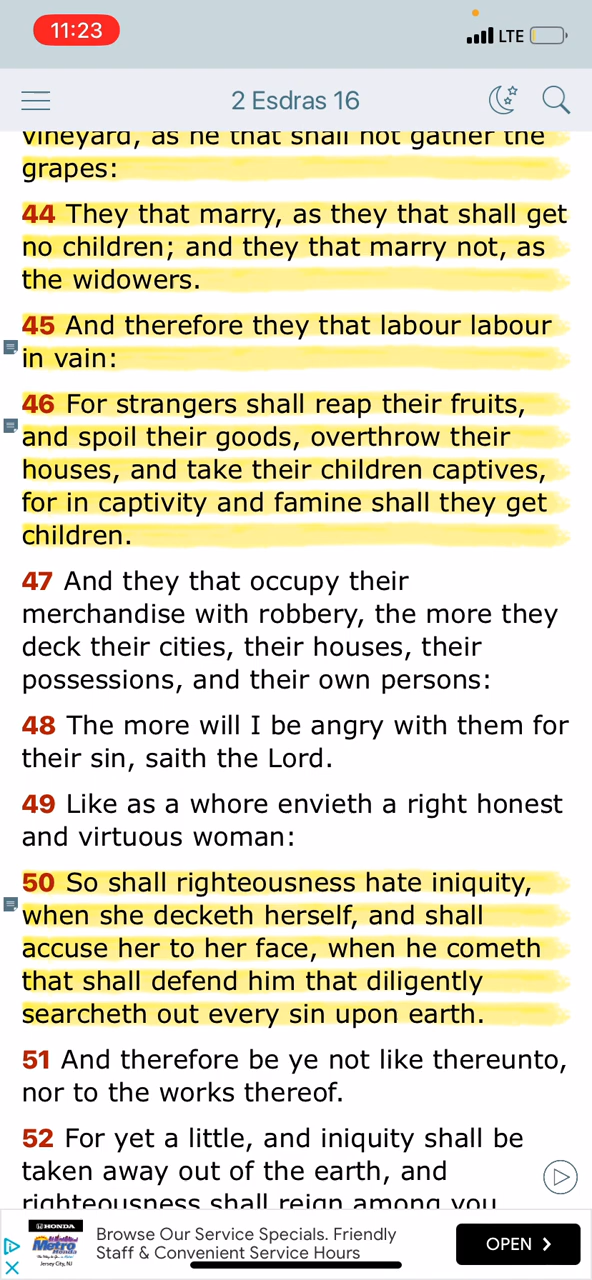 11:23
LTE
2 Esdras 16
vineyard, as he that shall not gather the
grapes:
44 They that marry, as they that shall get
no children; and they that marry not, as
the widowers.
45 And therefore they that labour labour
in vain:
46 For strangers shall reap their fruits,
and spoil their goods, overthrow their
houses, and take their children captives,
for in captivity and famine shall they get
children.
47 And they that occupy their
merchandise with robbery, the more they
deck their cities, their houses, their
possessions, and their own persons:
48 The more will I be angry with them for
their sin, saith the Lord.
49 Like as a whore envieth a right honest
and virtuous woman:
50 So shall righteousness hate iniquity,
when she decketh herself, and shall
accuse her to her face, when he cometh
that shall defend him that diligently
searcheth out every sin upon earth.
51 And therefore be ye not like thereunto,
nor to the works thereof.
52 For yet a little, and iniquity shall be
taken away out of the earth, and
righteousness shall reign among you
HONDA
Metro
Honda
Jersey City, NJ
Browse Our Service Specials. Friendly
Staff & Convenient Service Hours
OPEN